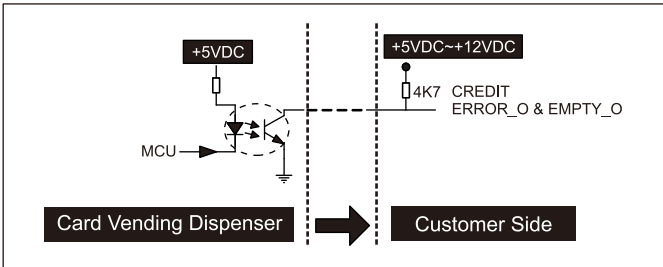 +5VDC
+5VDC~+12VDC
4K7 CREDIT
ERROR_O & EMPTY_O
MCU
Card Vending Dispenser
Customer Side